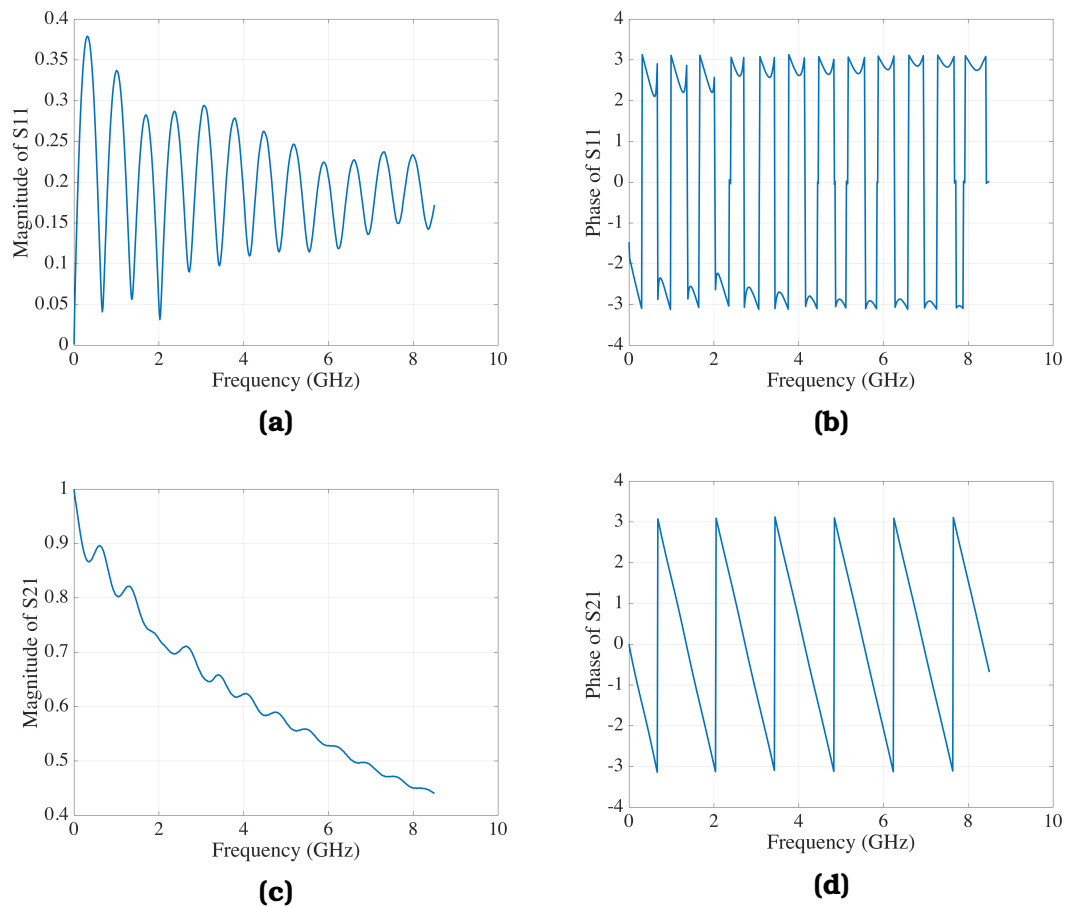 0.4
0.35
0.3
0.25
0.2
0.15
0.1
0.05
0
0 2 4 6 8 10
Magnitude of S11
Frequency (GHz)
(a)
4
3
2
1
0
-1
-2
-3
-4
0 2 4 6 8 10
Phase of S11
Frequency (GHz)
(b)
1
0.9
0.8
0.7
0.6
0.5
0.4
0 2 4 6 8 10
Magnitude of S21
Frequency (GHz)
(c)
4
3
2
1
0
-1
-2
-3
-4
0 2 4 6 8 10
Phase of S21
Frequency (GHz)
(d)